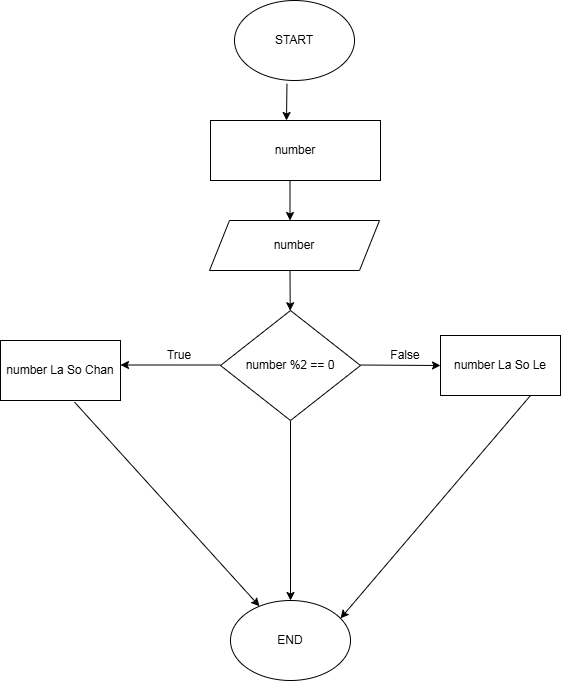 START
number
number
True
False
number La So Chan
number %2 == 0
number La So Le
END